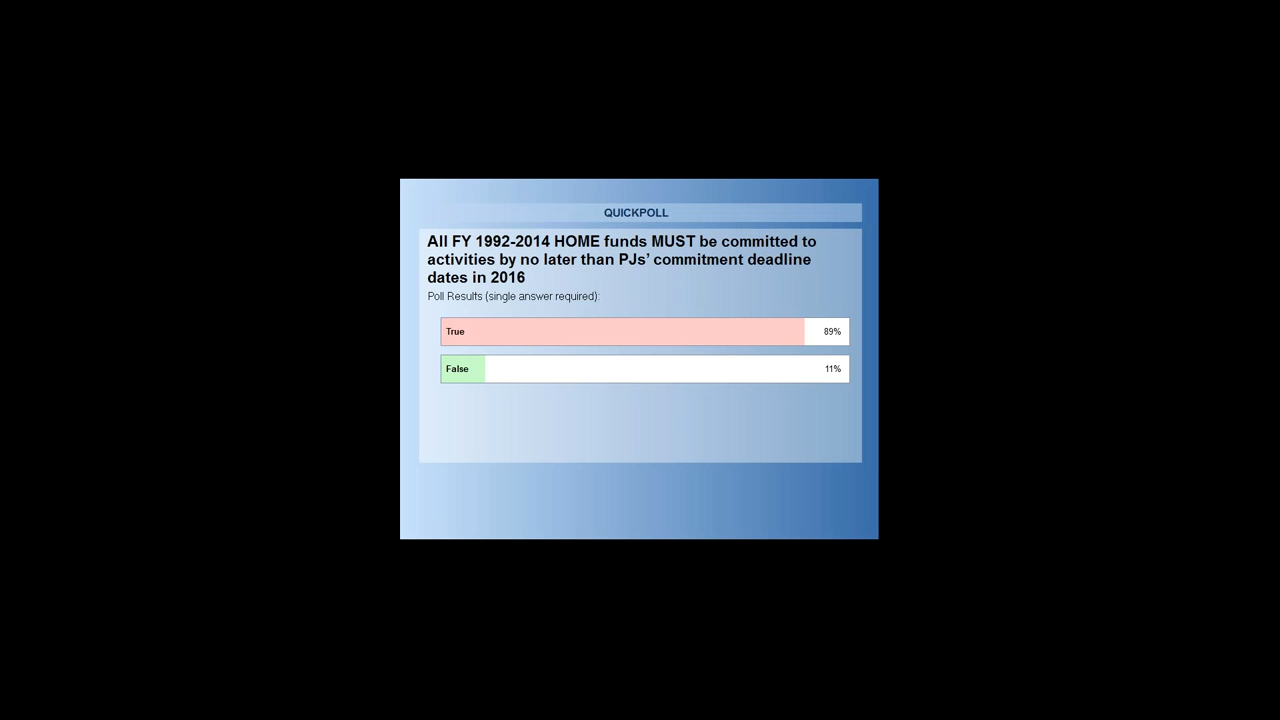 QUICKPOLL
All FY 1992-2014 HOME funds MUST be committed to
activities by no later than PJs’ commitment deadline
dates in 2016
Poll Results (single answer required):
True 89%
False 11%